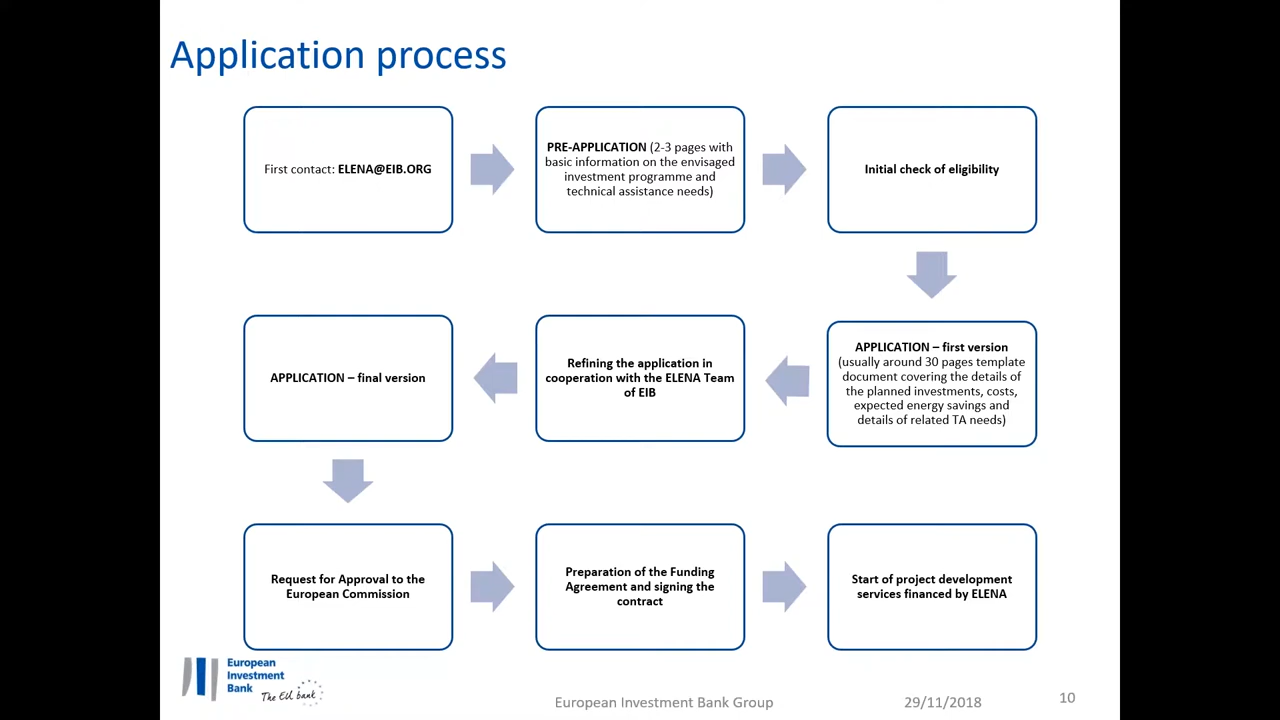 Application process
First contact: ELENA@EIB.ORG
PRE-APPLICATION (2-3 pages with
basic information on the envisaged
investment programme and
technical assistance needs)
Initial check of eligibility
APPLICATION – first version
(usually around 30 pages template
document covering the details of
the planned investments, costs,
expected energy savings and
details of related TA needs)
Refining the application in
cooperation with the ELENA Team
of EIB
APPLICATION – final version
Request for Approval to the
European Commission
Preparation of the Funding
Agreement and signing the
contract
Start of project development
services financed by ELENA
European
Investment
Bank
The EU bank
European Investment Bank Group
29/11/2018
10